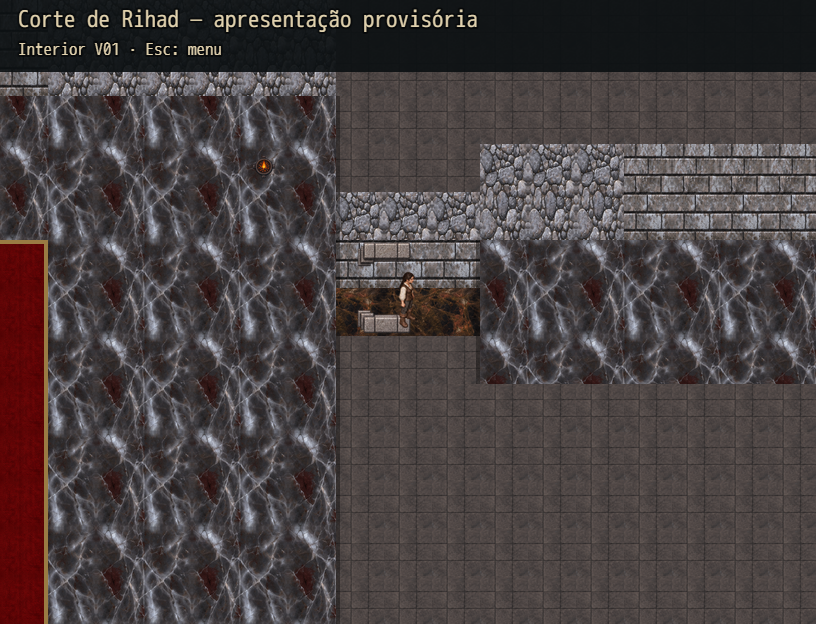 Corte de Rihad — apresentação provisória
Interior V01 · Esc: menu